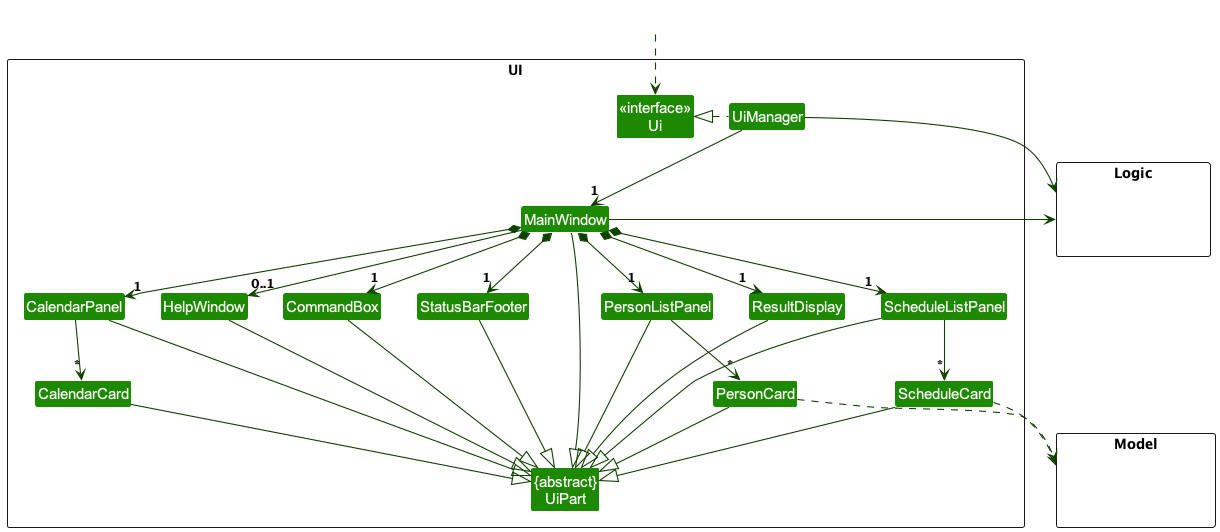 UI
«interface»
Ui
UiManager
Logic
1
MainWindow
1
0..1
1
1
1
1
1
CalendarPanel
HelpWindow
CommandBox
StatusBarFooter
PersonListPanel
ResultDisplay
ScheduleListPanel
*
*
*
CalendarCard
PersonCard
ScheduleCard
Model
{abstract}
UiPart